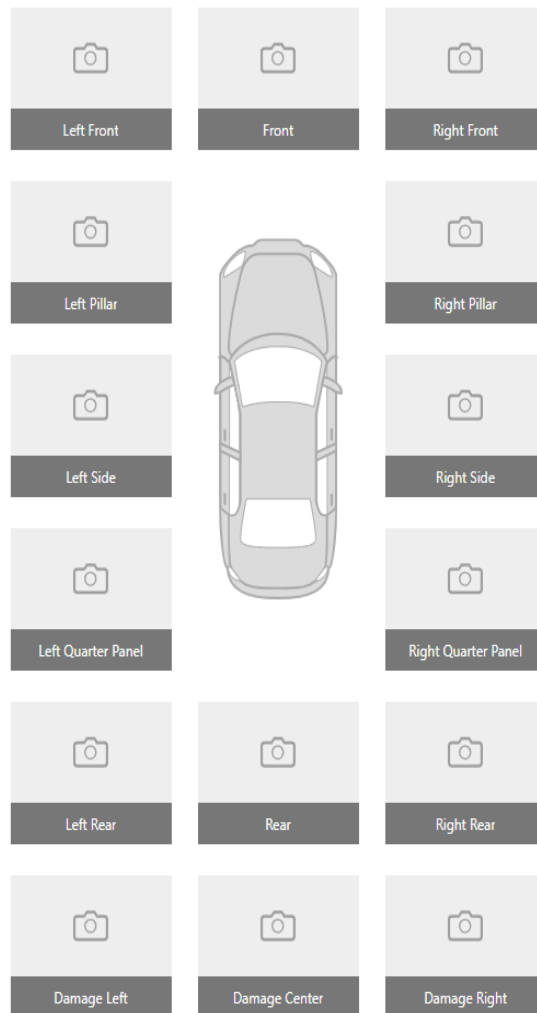 Left Front
Front
Right Front
Left Pillar
Right Pillar
Left Side
Right Side
Left Quarter Panel
Right Quarter Panel
Left Rear
Rear
Right Rear
Damage Left
Damage Center
Damage Right